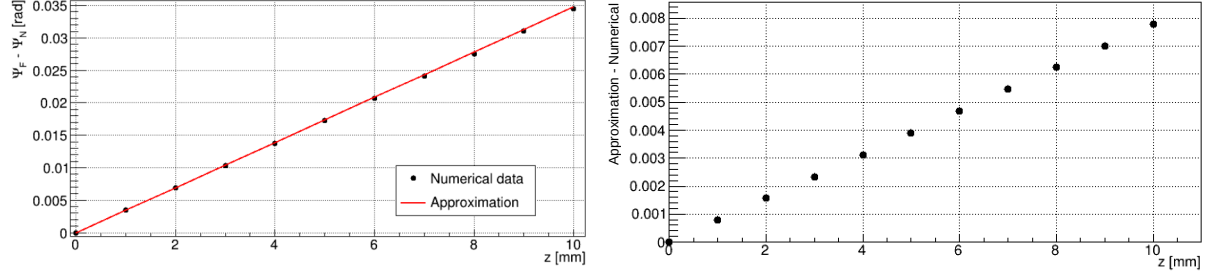 Ψ_F - Ψ_N [rad]
0.035
0.03
0.025
0.02
0.015
0.01
0.005
0
Numerical data
Approximation
0 2 4 6 8 10
z [mm]
Approximation - Numerical
0.008
0.007
0.006
0.005
0.004
0.003
0.002
0.001
0
0 2 4 6 8 10
z [mm]